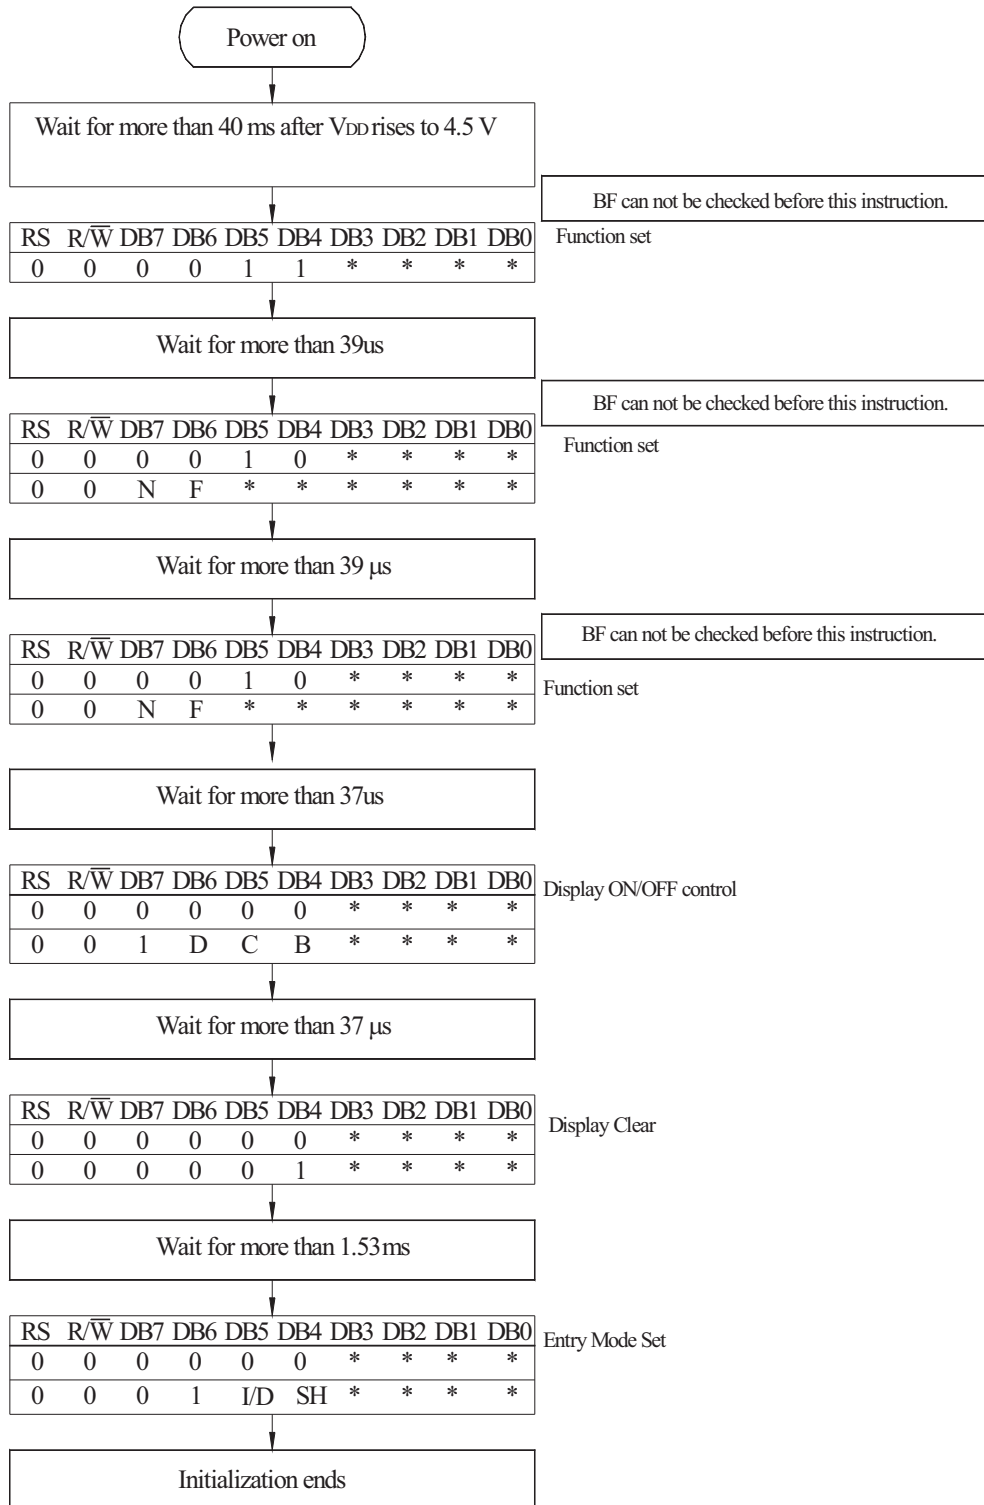 Power on
Wait for more than 40 ms after VDD rises to 4.5 V
BF can not be checked before this instruction.
RS R/W̅ DB7 DB6 DB5 DB4 DB3 DB2 DB1 DB0
Function set
0 0 0 0 1 1 * * * *
Wait for more than 39us
BF can not be checked before this instruction.
RS R/W̅ DB7 DB6 DB5 DB4 DB3 DB2 DB1 DB0
Function set
0 0 0 0 1 0 * * * *
0 0 N F * * * * * *
Wait for more than 39 μs
BF can not be checked before this instruction.
RS R/W̅ DB7 DB6 DB5 DB4 DB3 DB2 DB1 DB0
0 0 0 0 1 0 * * * *
Function set
0 0 N F * * * * * *
Wait for more than 37us
RS R/W̅ DB7 DB6 DB5 DB4 DB3 DB2 DB1 DB0
Display ON/OFF control
0 0 0 0 0 0 * * * *
0 0 1 D C B * * * *
Wait for more than 37 μs
RS R/W̅ DB7 DB6 DB5 DB4 DB3 DB2 DB1 DB0
Display Clear
0 0 0 0 0 0 * * * *
0 0 0 0 0 1 * * * *
Wait for more than 1.53ms
RS R/W̅ DB7 DB6 DB5 DB4 DB3 DB2 DB1 DB0
Entry Mode Set
0 0 0 0 0 0 * * * *
0 0 0 1 I/D SH * * * *
Initialization ends